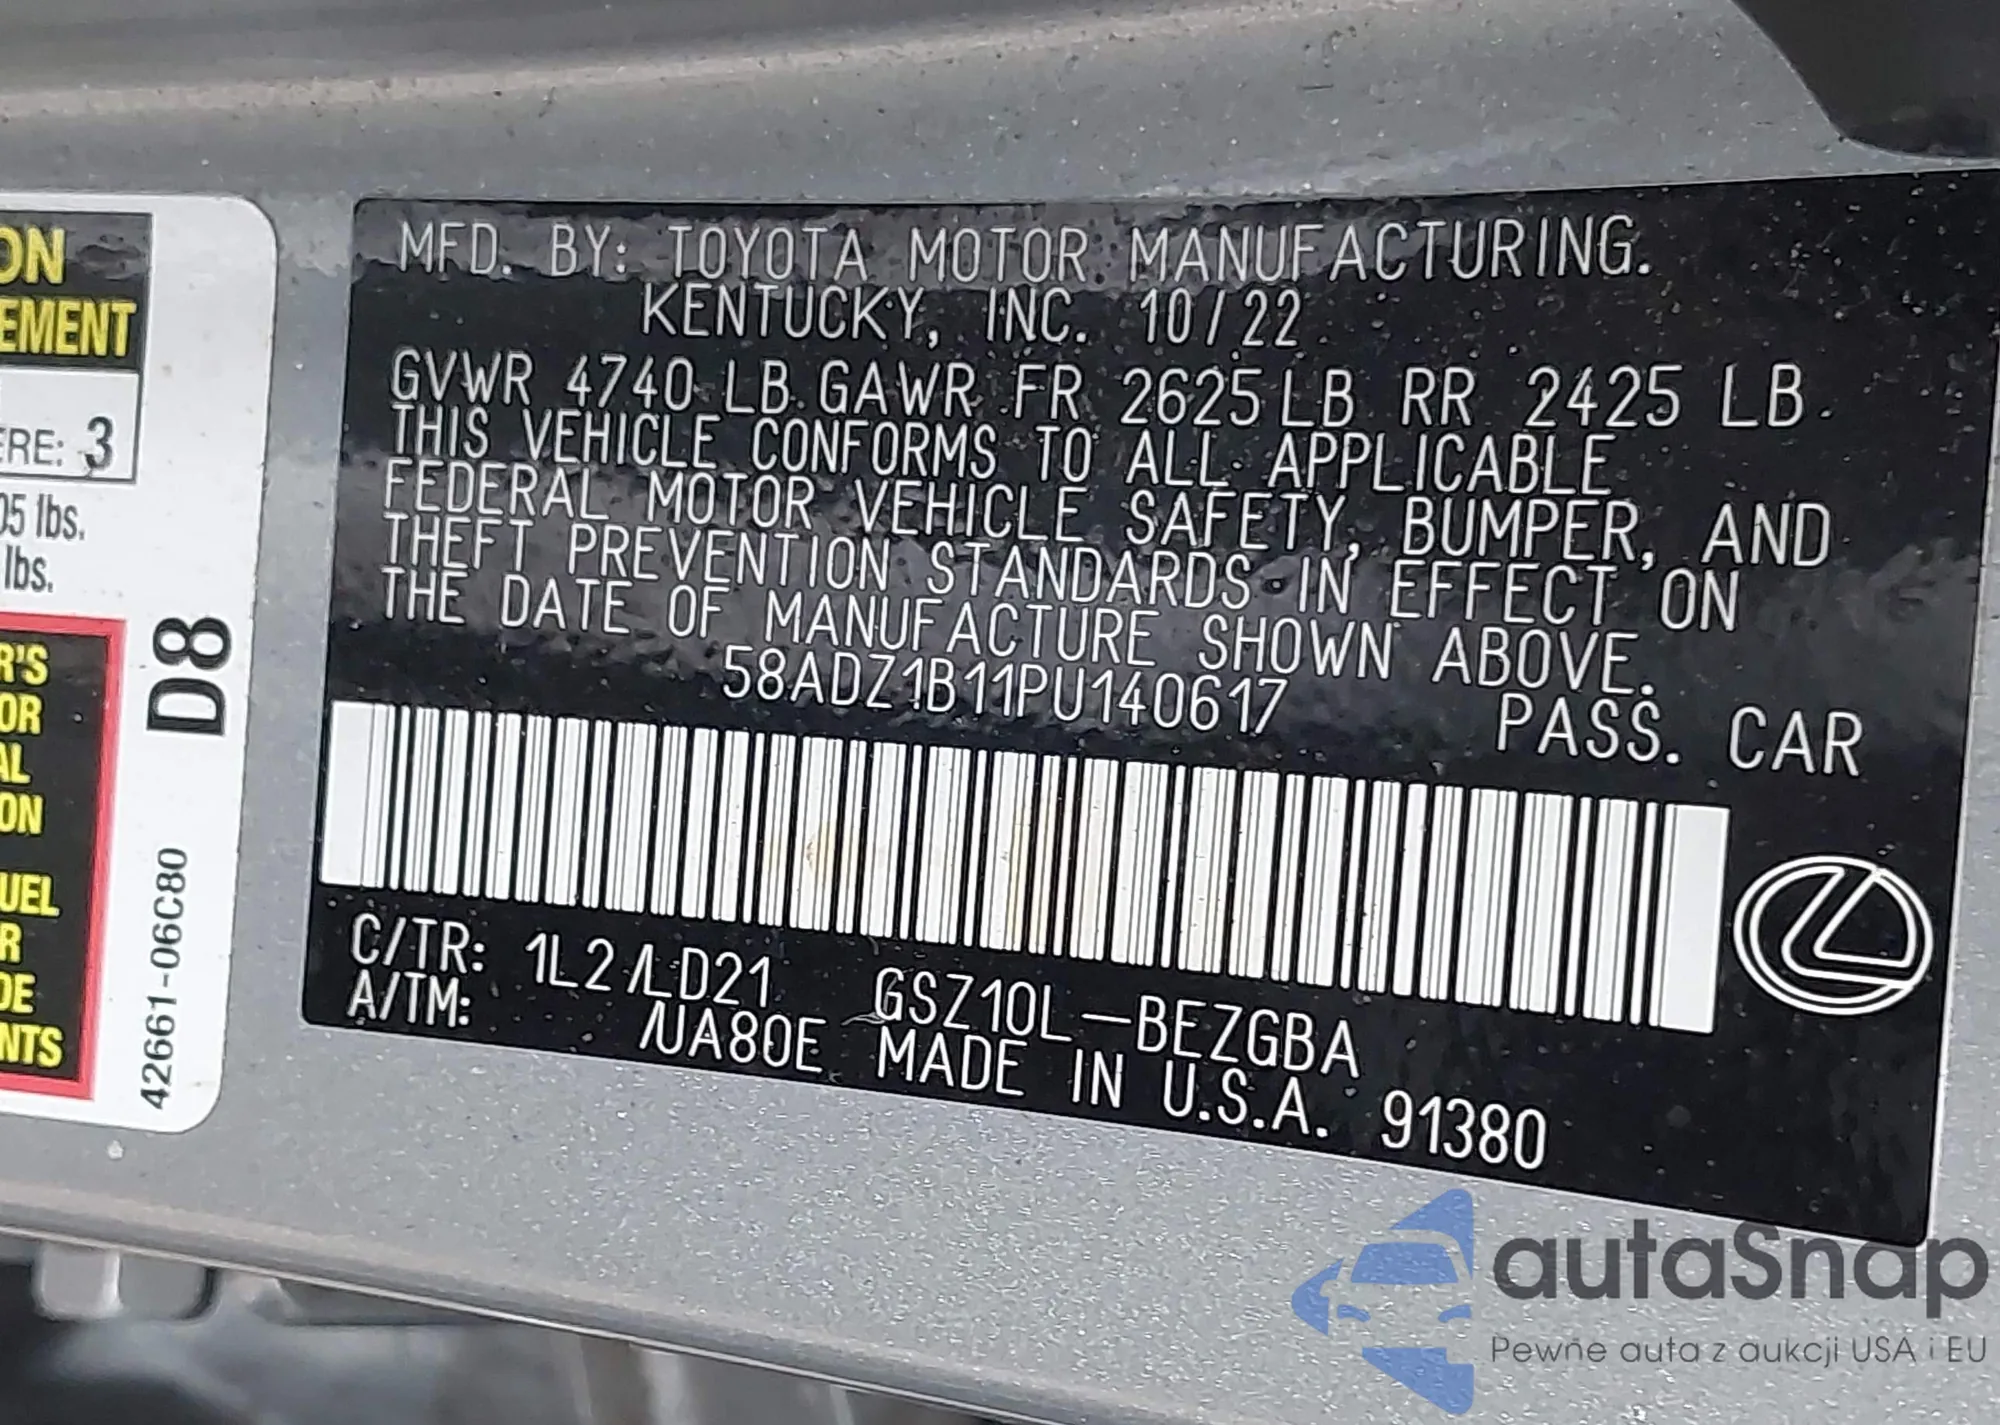 ON
EMENT
ERE: 3
05 lbs.
lbs.
R'S
OR
AL
ON
UEL
R
DE
NTS
D8
42661-06C80
MFD. BY: TOYOTA MOTOR MANUFACTURING.
KENTUCKY, INC. 10/22
GVWR 4740 LB GAWR FR 2625 LB RR 2425 LB
THIS VEHICLE CONFORMS TO ALL APPLICABLE
FEDERAL MOTOR VEHICLE SAFETY, BUMPER, AND
THEFT PREVENTION STANDARDS IN EFFECT ON
THE DATE OF MANUFACTURE SHOWN ABOVE.
58ADZ1B11PU140617 PASS. CAR
C/TR: 1L2/LD21 GSZ10L-BEZGBA
A/TM: /UA80E MADE IN U.S.A. 91380
autaSnap
Pewne auta z aukcji USA i EU